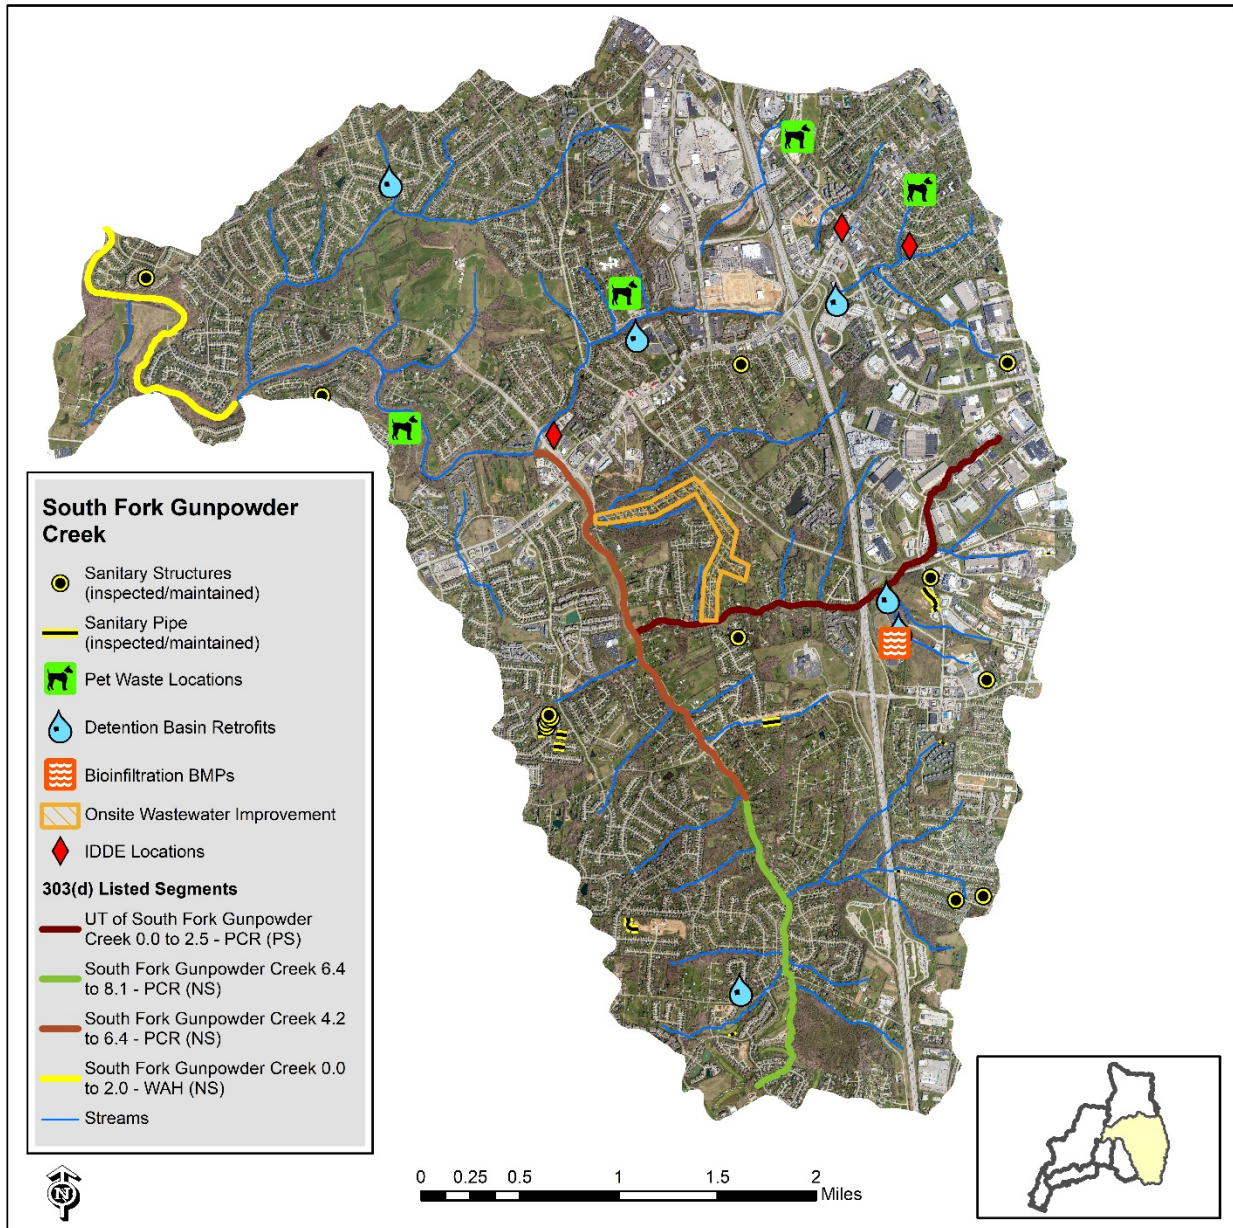 South Fork Gunpowder
Creek
Sanitary Structures
(inspected/maintained)
Sanitary Pipe
(inspected/maintained)
Pet Waste Locations
Detention Basin Retrofits
Bioinfiltration BMPs
Onsite Wastewater Improvement
IDDE Locations
303(d) Listed Segments
UT of South Fork Gunpowder
Creek 0.0 to 2.5 - PCR (PS)
South Fork Gunpowder Creek 6.4
to 8.1 - PCR (NS)
South Fork Gunpowder Creek 4.2
to 6.4 - PCR (NS)
South Fork Gunpowder Creek 0.0
to 2.0 - WAH (NS)
Streams
N
0 0.25 0.5 1 1.5 2
Miles